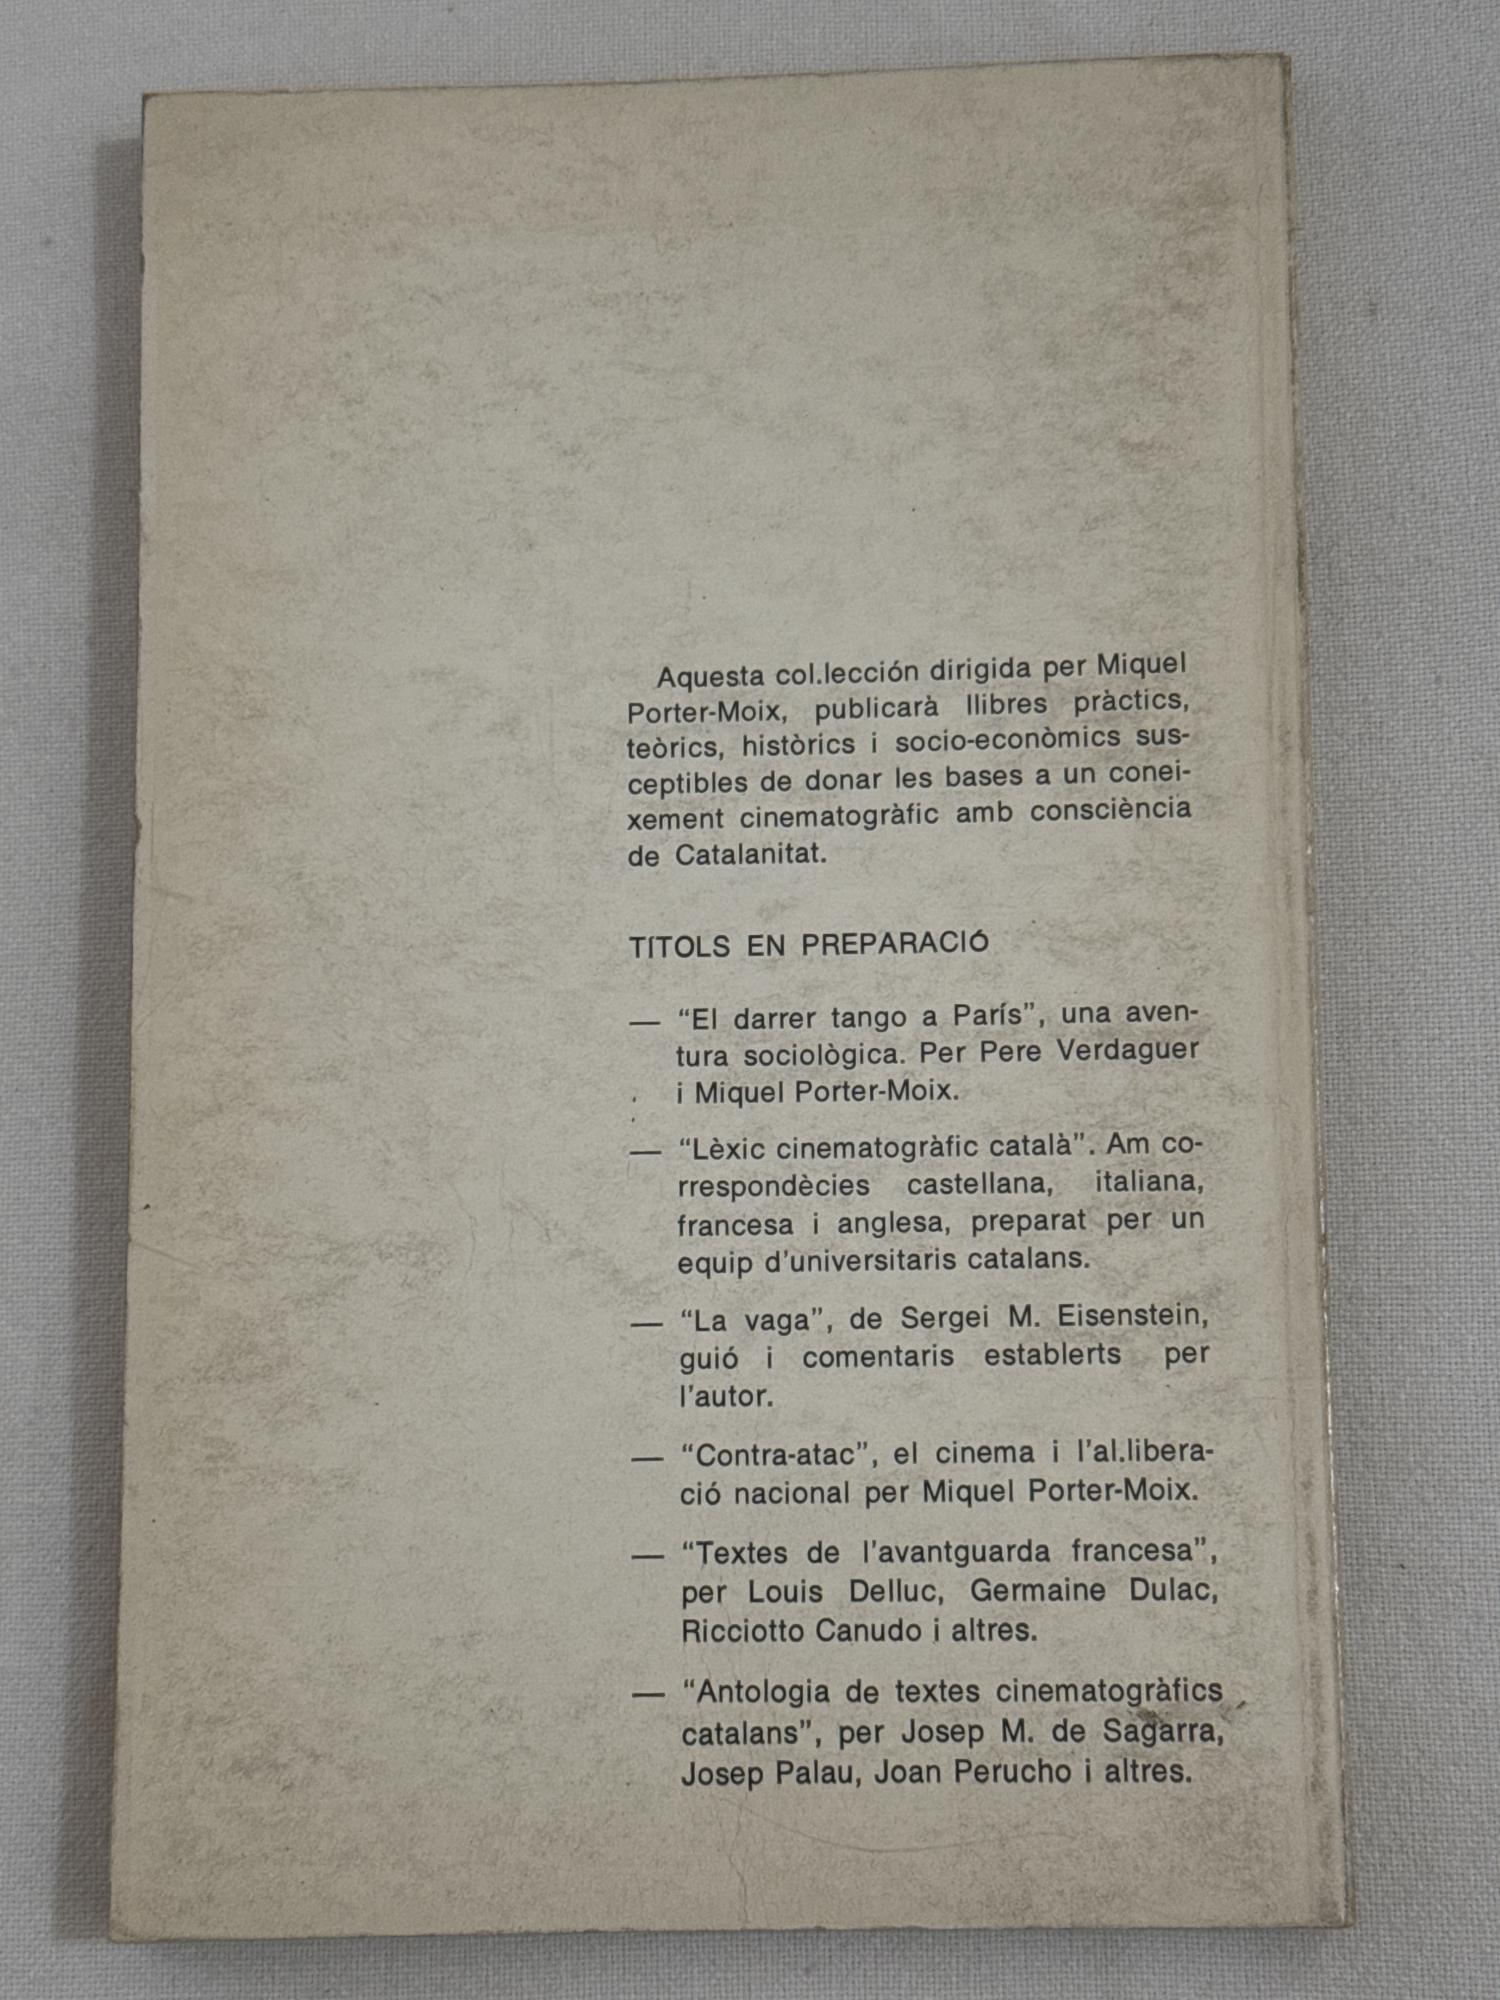 Aquesta col.lección dirigida per Miquel
Porter-Moix, publicarà llibres pràctics,
teòrics, històrics i socio-econòmics sus-
ceptibles de donar les bases a un conei-
xement cinematogràfic amb consciència
de Catalanitat.
TITOLS EN PREPARACIÓ
— “El darrer tango a París”, una aven-
tura sociològica. Per Pere Verdaguer
i Miquel Porter-Moix.
— “Lèxic cinematogràfic català”. Am co-
rrespondècies castellana, italiana,
francesa i anglesa, preparat per un
equip d’universitaris catalans.
— “La vaga”, de Sergei M. Eisenstein,
guió i comentaris establerts per
l’autor.
— “Contra-atac”, el cinema i l’al.libera-
ció nacional per Miquel Porter-Moix.
— “Textes de l’avantguarda francesa”,
per Louis Delluc, Germaine Dulac,
Ricciotto Canudo i altres.
— “Antologia de textes cinematogràfics
catalans”, per Josep M. de Sagarra,
Josep Palau, Joan Perucho i altres.